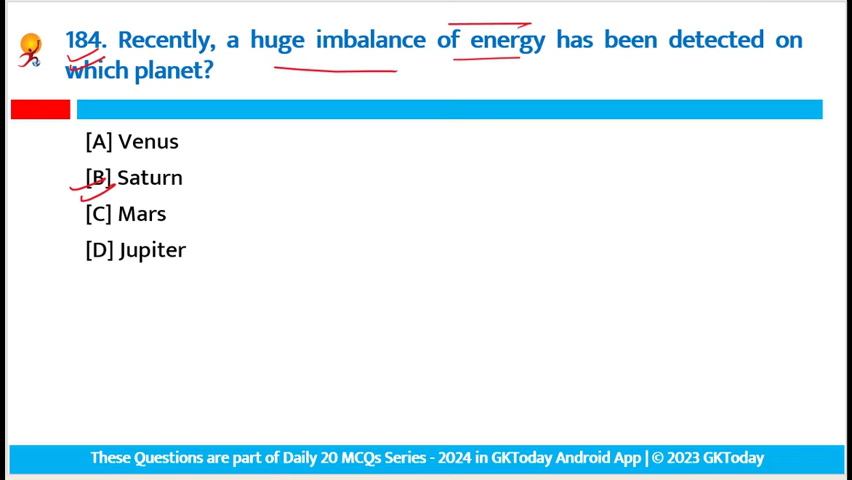 184. Recently, a huge imbalance of energy has been detected on
which planet?
[A] Venus
[B] Saturn
[C] Mars
[D] Jupiter
These Questions are part of Daily 20 MCQs Series - 2024 in GKToday Android App | © 2023 GKToday